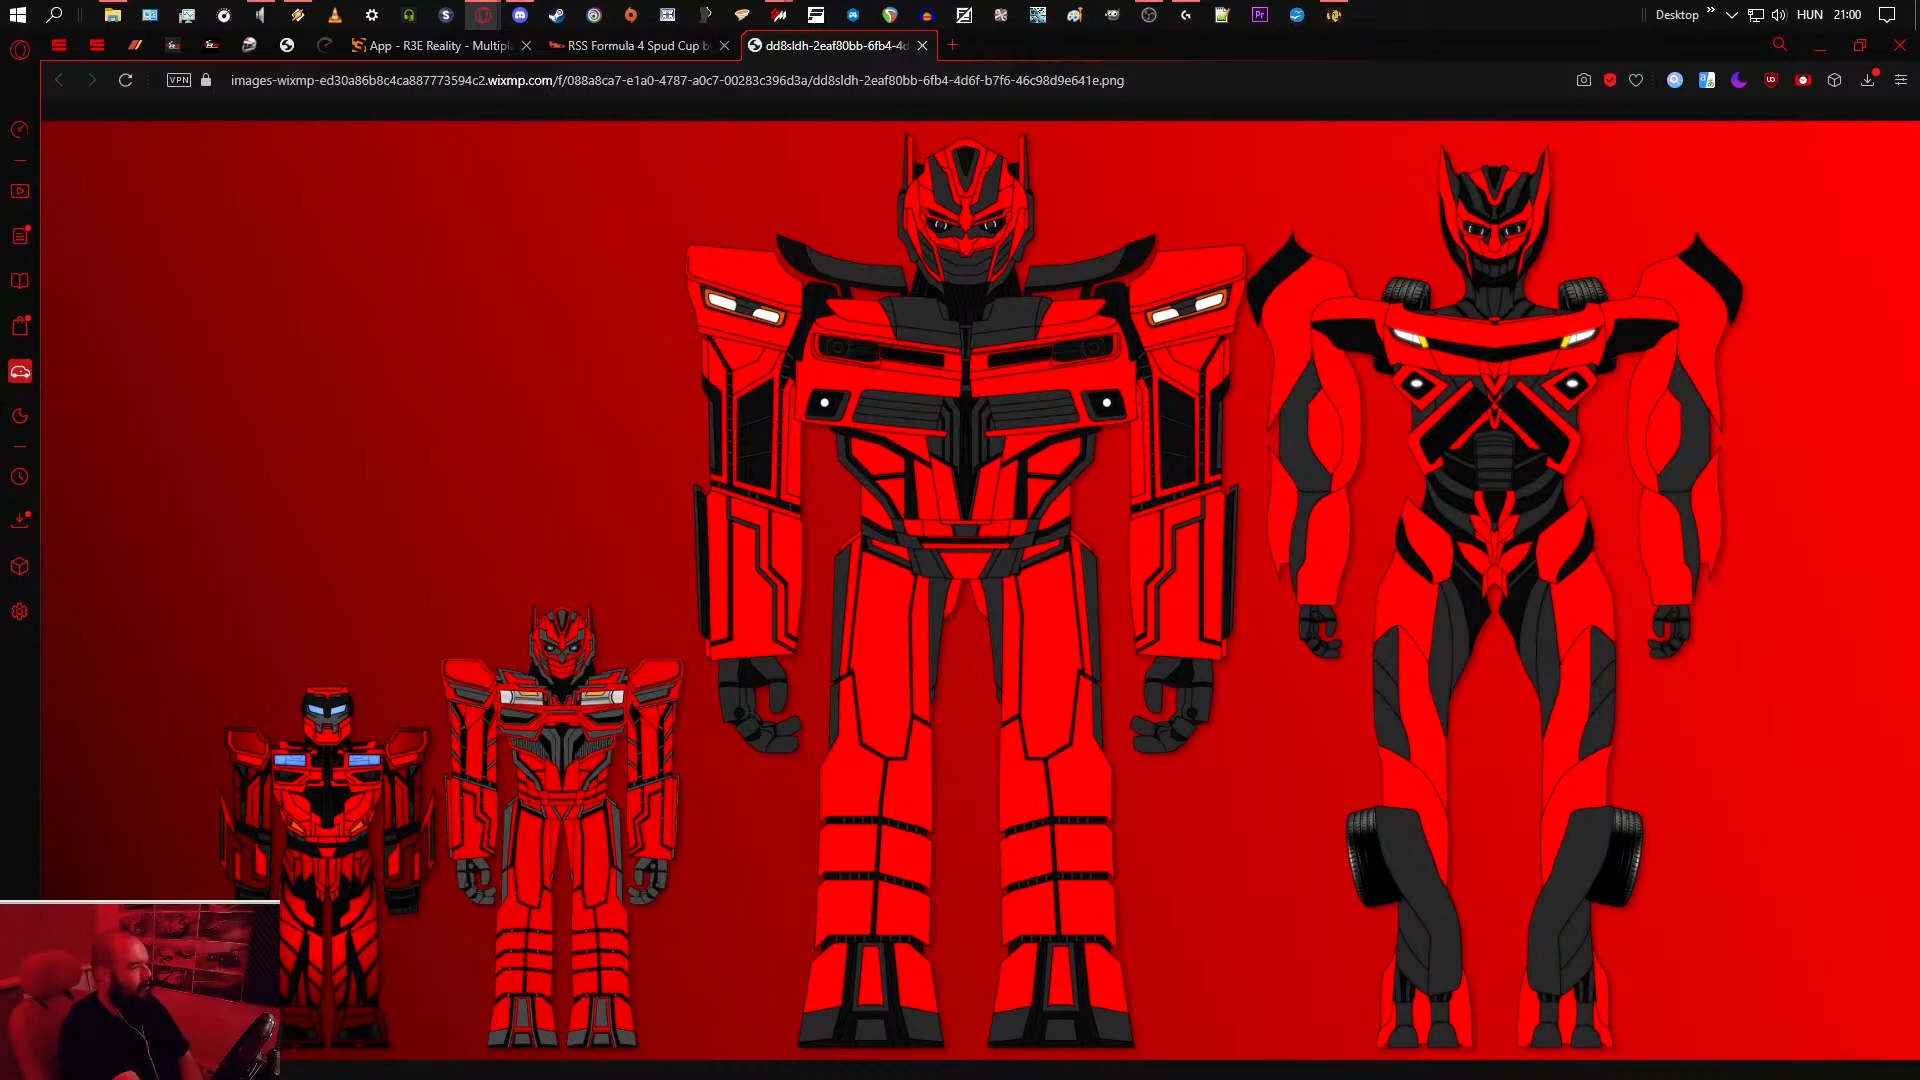 Desktop
HUN 21:00
App - R3E Reality - Multipl
RSS Formula 4 Spud Cup b
dd8sldh-2eaf80bb-6fb4-4d
VPN
images-wixmp-ed30a86b8c4ca887773594c2.wixmp.com/f/088a8ca7-e1a0-4787-a0c7-00283c396d3a/dd8sldh-2eaf80bb-6fb4-4d6f-b7f6-46c98d9e641e.png